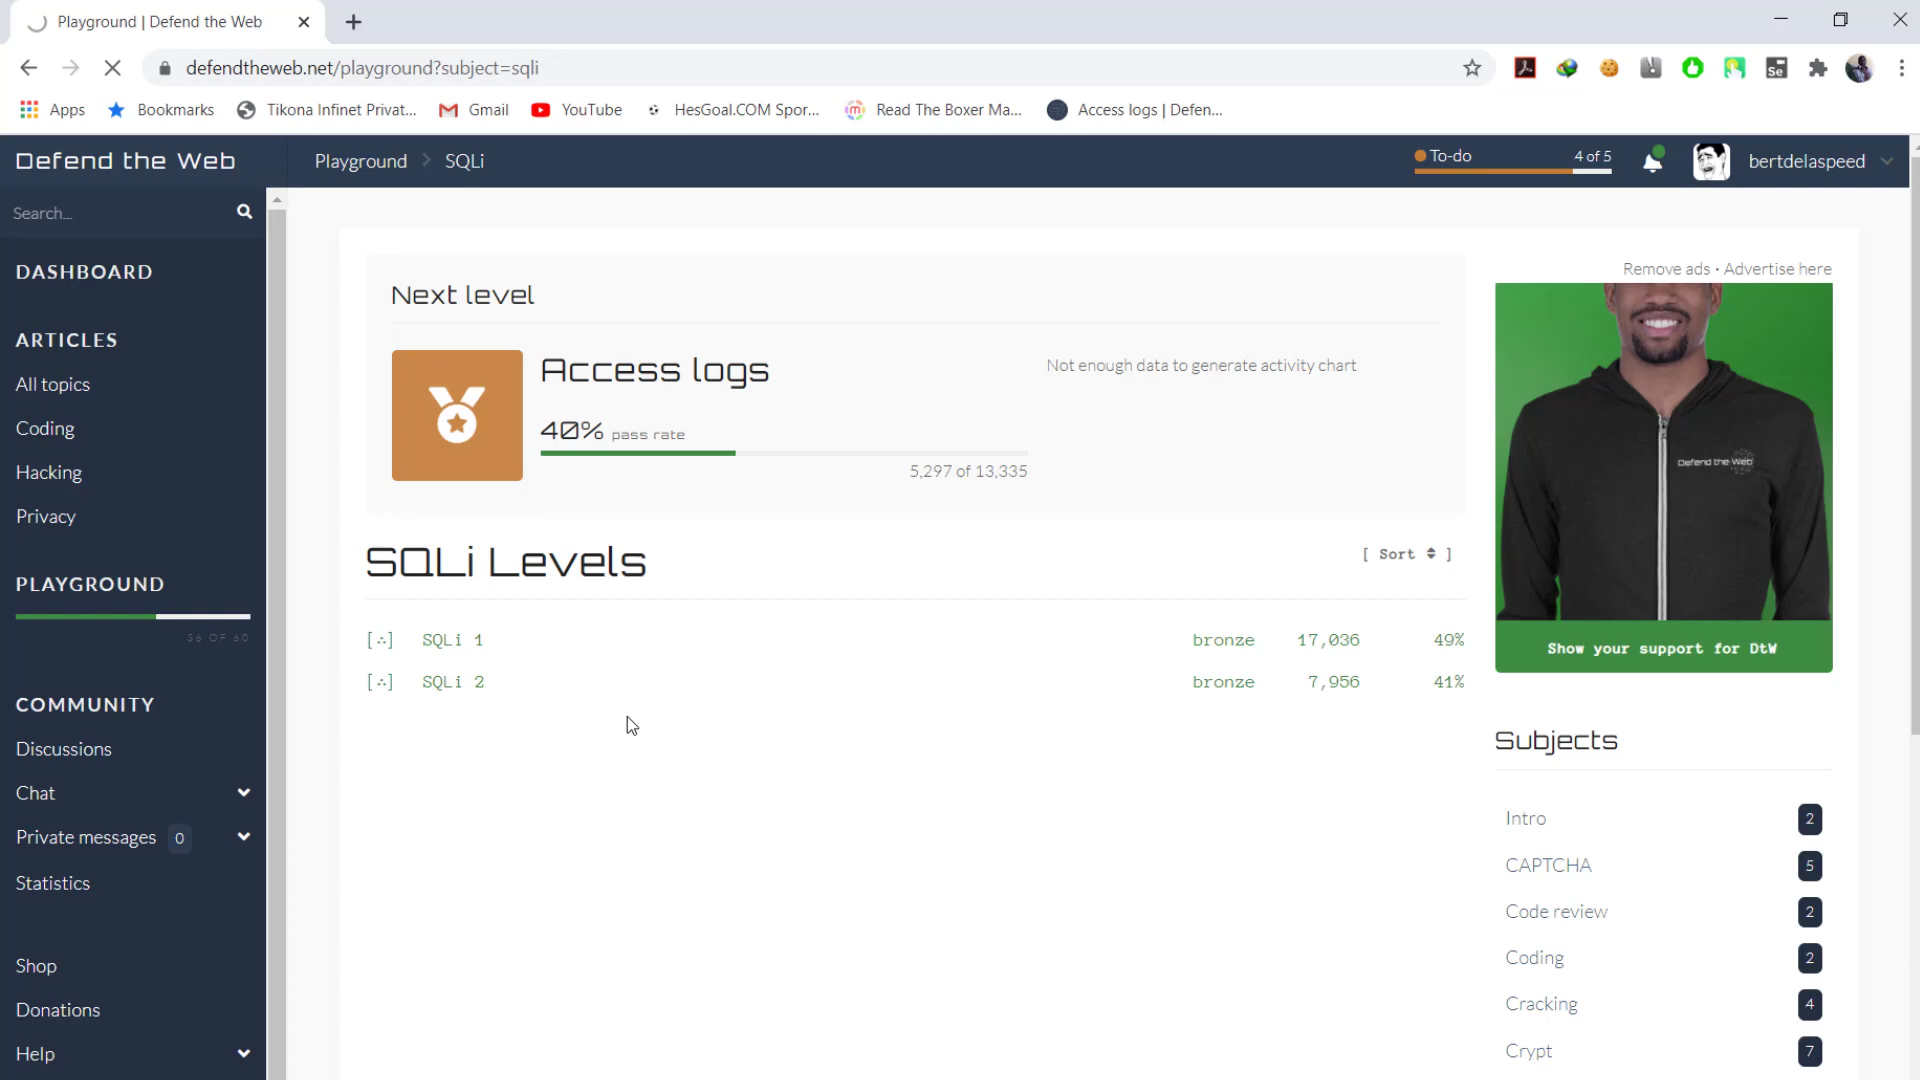 Playground | Defend the Web
defendtheweb.net/playground?subject=sqli
Apps
Bookmarks
Tikona Infinet Privat...
Gmail
YouTube
HesGoal.COM Spor...
Read The Boxer Ma...
Access logs | Defen...
Defend the Web
Playground
SQLi
To-do
4 of 5
bertdelaspeed
Search...
DASHBOARD
ARTICLES
All topics
Coding
Hacking
Privacy
PLAYGROUND
36 OF 60
COMMUNITY
Discussions
Chat
Private messages 0
Statistics
Shop
Donations
Help
Next level
Access logs
40% pass rate
5,297 of 13,335
Not enough data to generate activity chart
SQLi Levels
[ Sort ]
[∴] SQLi 1 bronze 17,036 49%
[∴] SQLi 2 bronze 7,956 41%
Remove ads • Advertise here
Defend the Web
Show your support for DtW
Subjects
Intro 2
CAPTCHA 5
Code review 2
Coding 2
Cracking 4
Crypt 7
Se